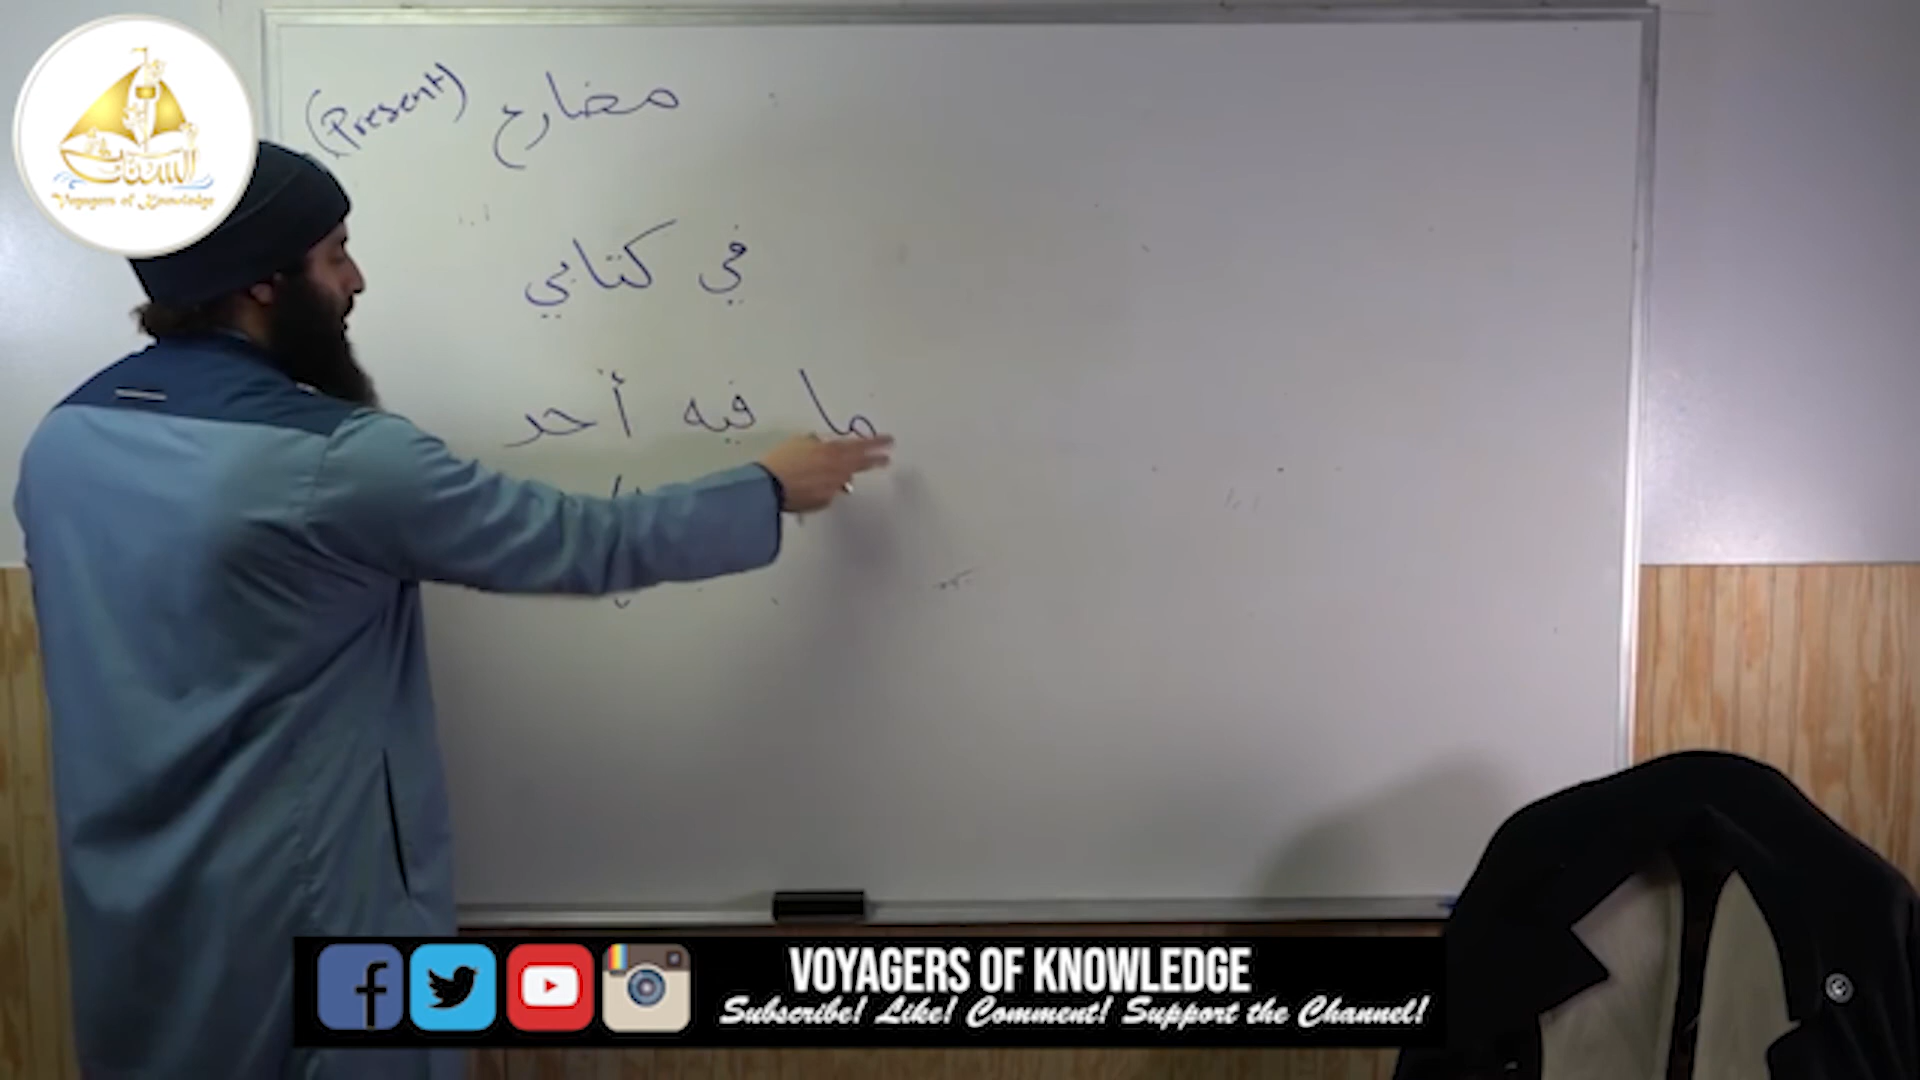 مضارع (Present)
في كتابي
ما فيه أحد
السفينة
Voyagers of Knowledge
VOYAGERS OF KNOWLEDGE
Subscribe! Like! Comment! Support the Channel!